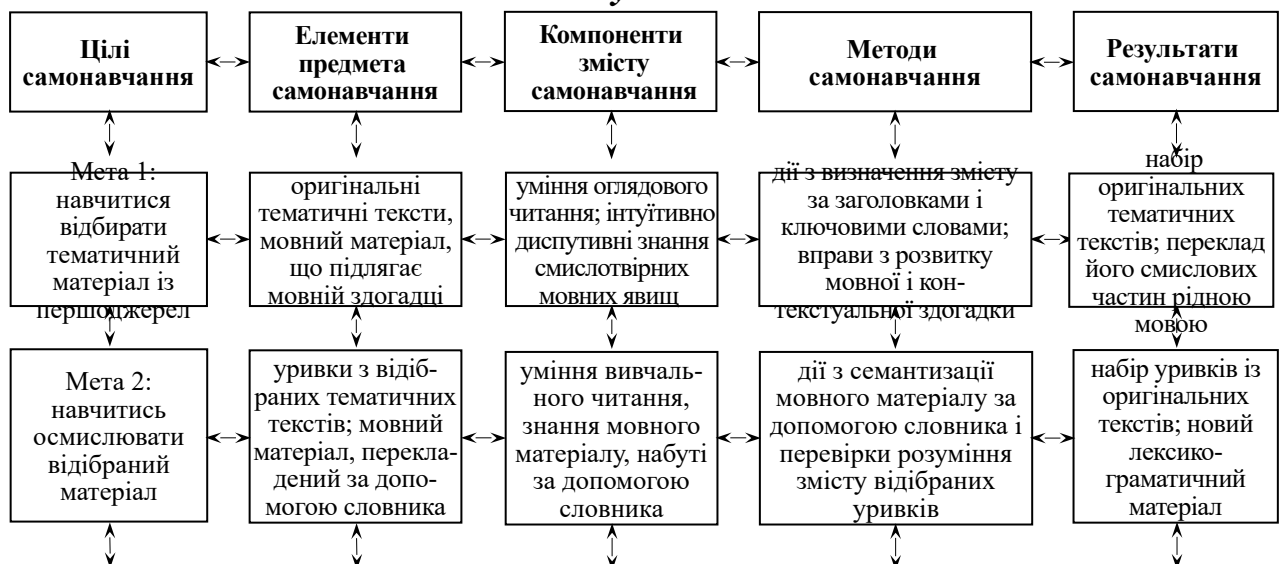 Цілі
самонавчання
Елементи
предмета
самонавчання
Компоненти
змісту
самонавчання
Методи
самонавчання
Результати
самонавчання
Мета 1:
навчитися
відбирати
тематичний
матеріал із
першоджерел
оригінальні
тематичні тексти,
мовний матеріал,
що підлягає
мовній здогадці
уміння оглядового
читання; інтуїтивно
диспутивні знання
смислотвірних
мовних явищ
дії з визначення змісту
за заголовками і
ключовими словами;
вправи з розвитку
мовної і кон-
текстуальної здогадки
набір
оригінальних
тематичних
текстів; переклад
його смислових
частин рідною
мовою
Мета 2:
навчитись
осмислювати
відібраний
матеріал
уривки з відіб-
раних тематичних
текстів; мовний
матеріал, перекла-
дений за допо-
могою словника
уміння вивчаль-
ного читання,
знання мовного
матеріалу, набуті
за допомогою
словника
дії з семантизації
мовного матеріалу за
допомогою словника і
перевірки розуміння
змісту відібраних
уривків
набір уривків із
оригінальних
текстів; новий
лексико-
граматичний
матеріал